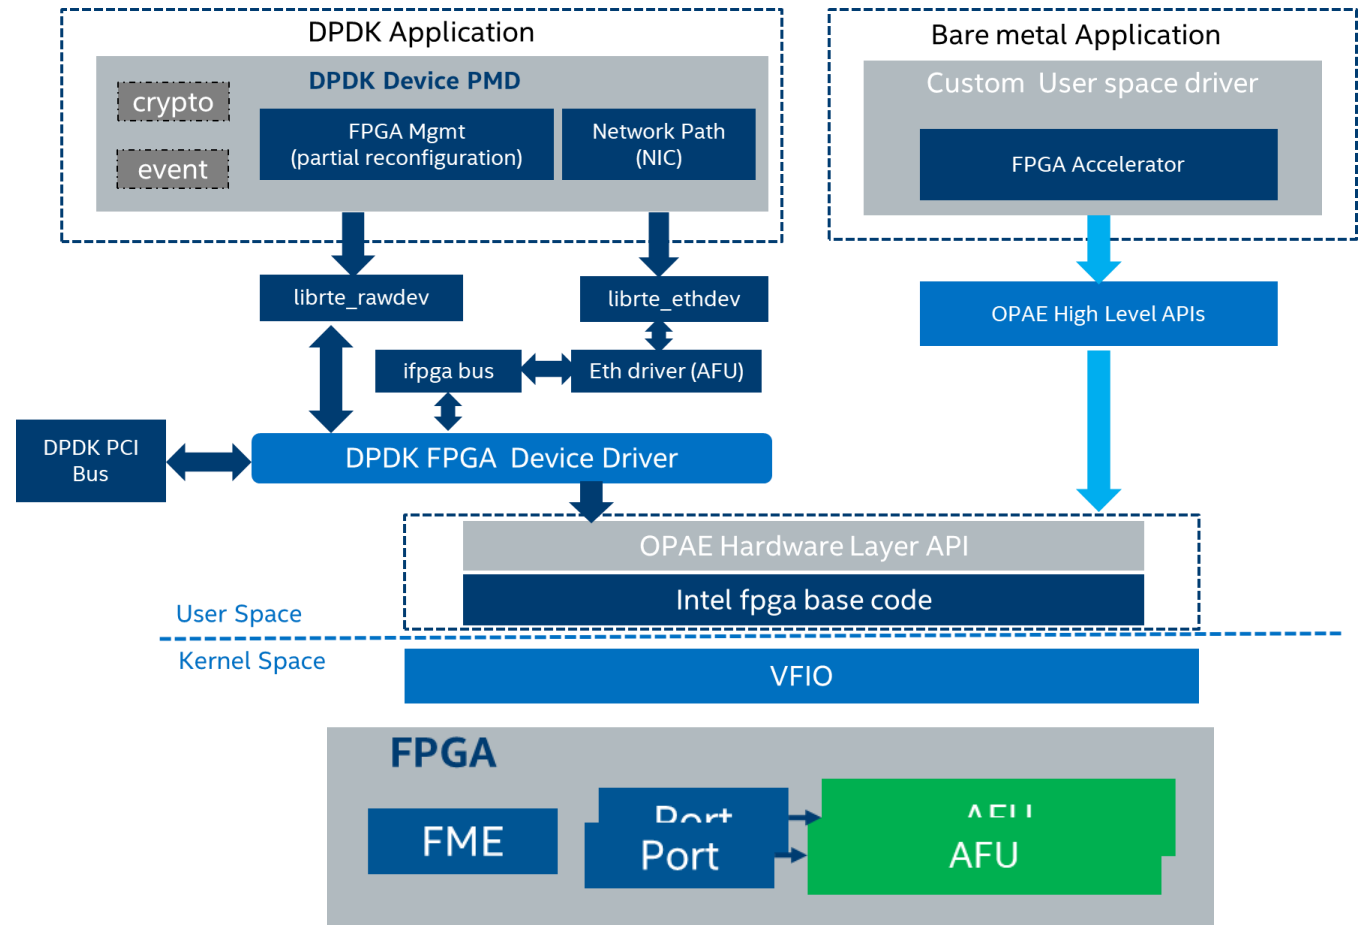 DPDK Application
DPDK Device PMD
crypto
event
FPGA Mgmt
(partial reconfiguration)
Network Path
(NIC)
Bare metal Application
Custom User space driver
FPGA Accelerator
librte_rawdev
librte_ethdev
OPAE High Level APIs
ifpga bus
Eth driver (AFU)
DPDK PCI
Bus
DPDK FPGA Device Driver
OPAE Hardware Layer API
Intel fpga base code
User Space
Kernel Space
VFIO
FPGA
FME
Port
Port
AFU
AFU